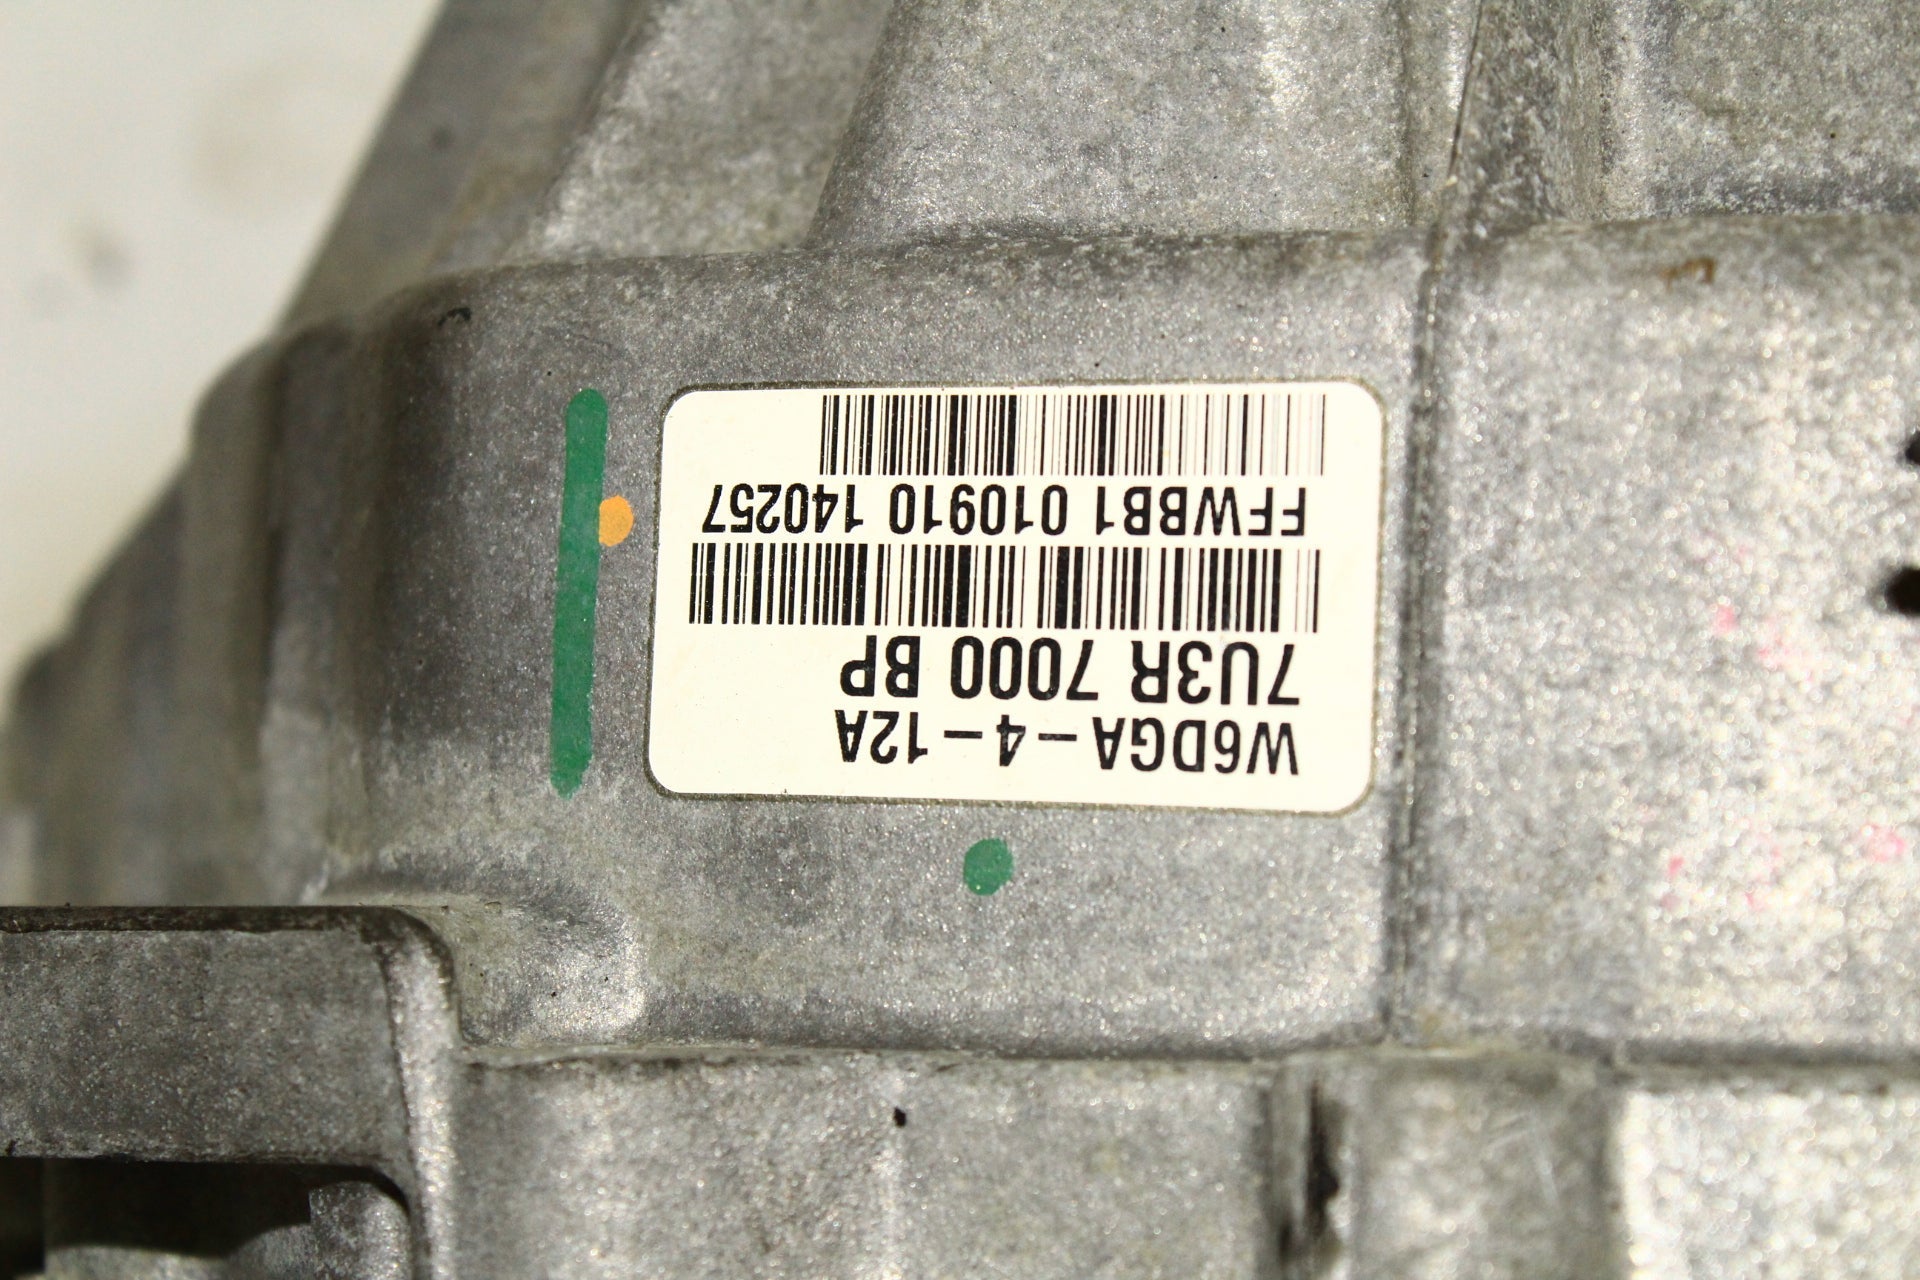 W6DGA-4-12A
7U3R 7000 BP
FFWBB1 010910 140257